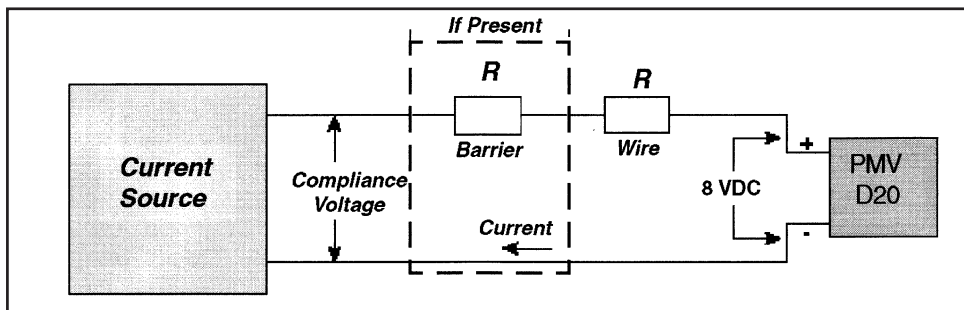 If Present
R
R
Barrier
Wire
Current
Source
Compliance
Voltage
8 VDC
+
-
PMV
D20
Current